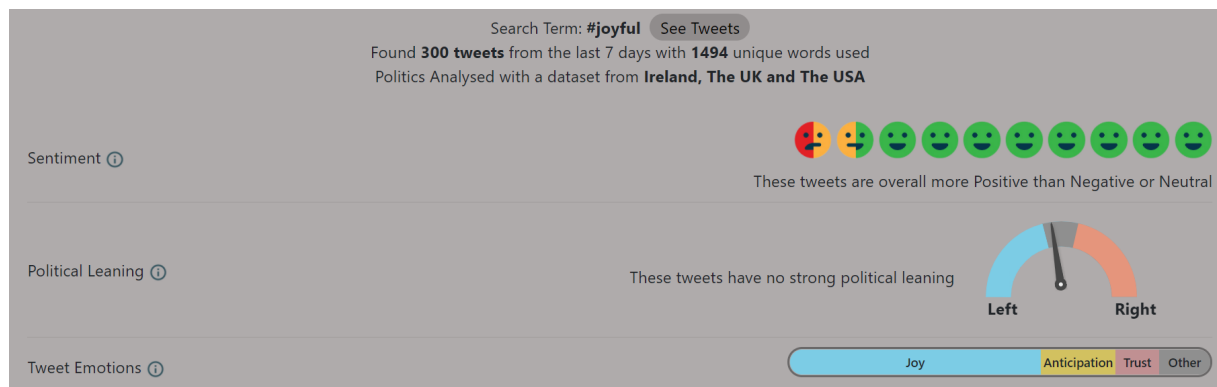 Search Term: #joyful See Tweets
Found 300 tweets from the last 7 days with 1494 unique words used
Politics Analysed with a dataset from Ireland, The UK and The USA
Sentiment
These tweets are overall more Positive than Negative or Neutral
Political Leaning
These tweets have no strong political leaning
Left Right
Tweet Emotions
Joy Anticipation Trust Other